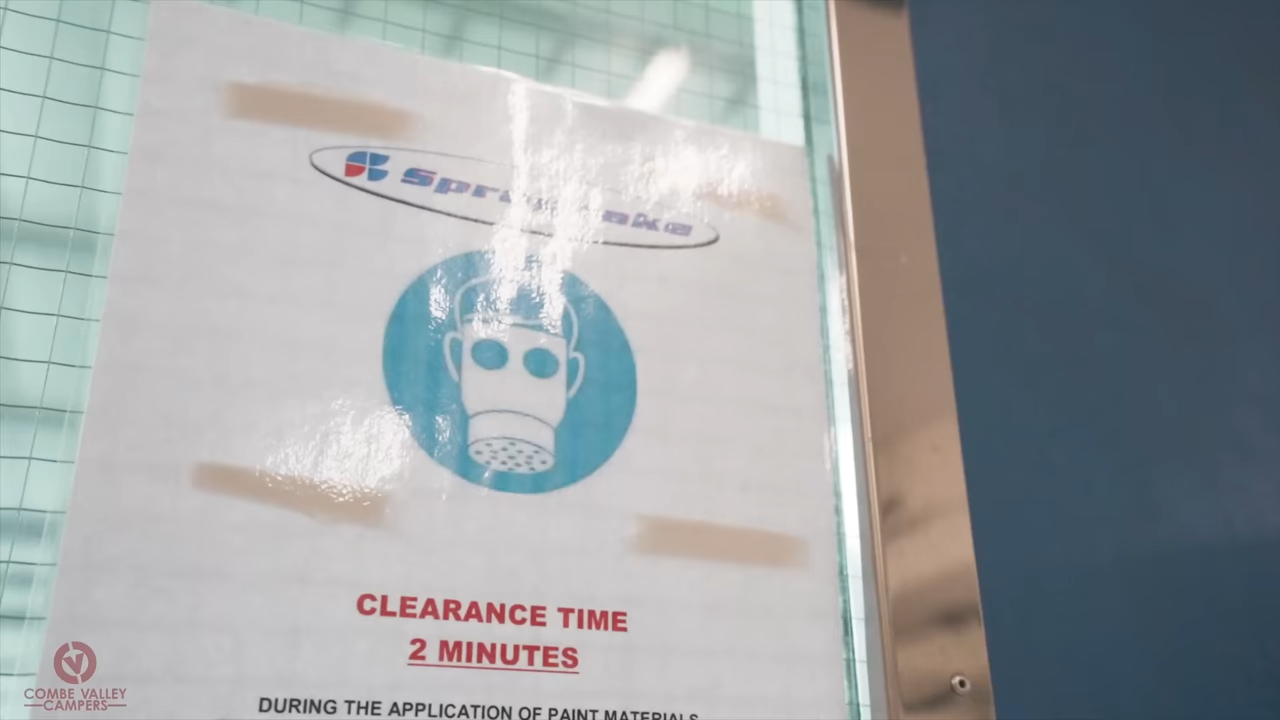 CLEARANCE TIME
2 MINUTES
DURING THE APPLICATION OF PAINT MATERIALS
COMBE VALLEY
CAMPERS